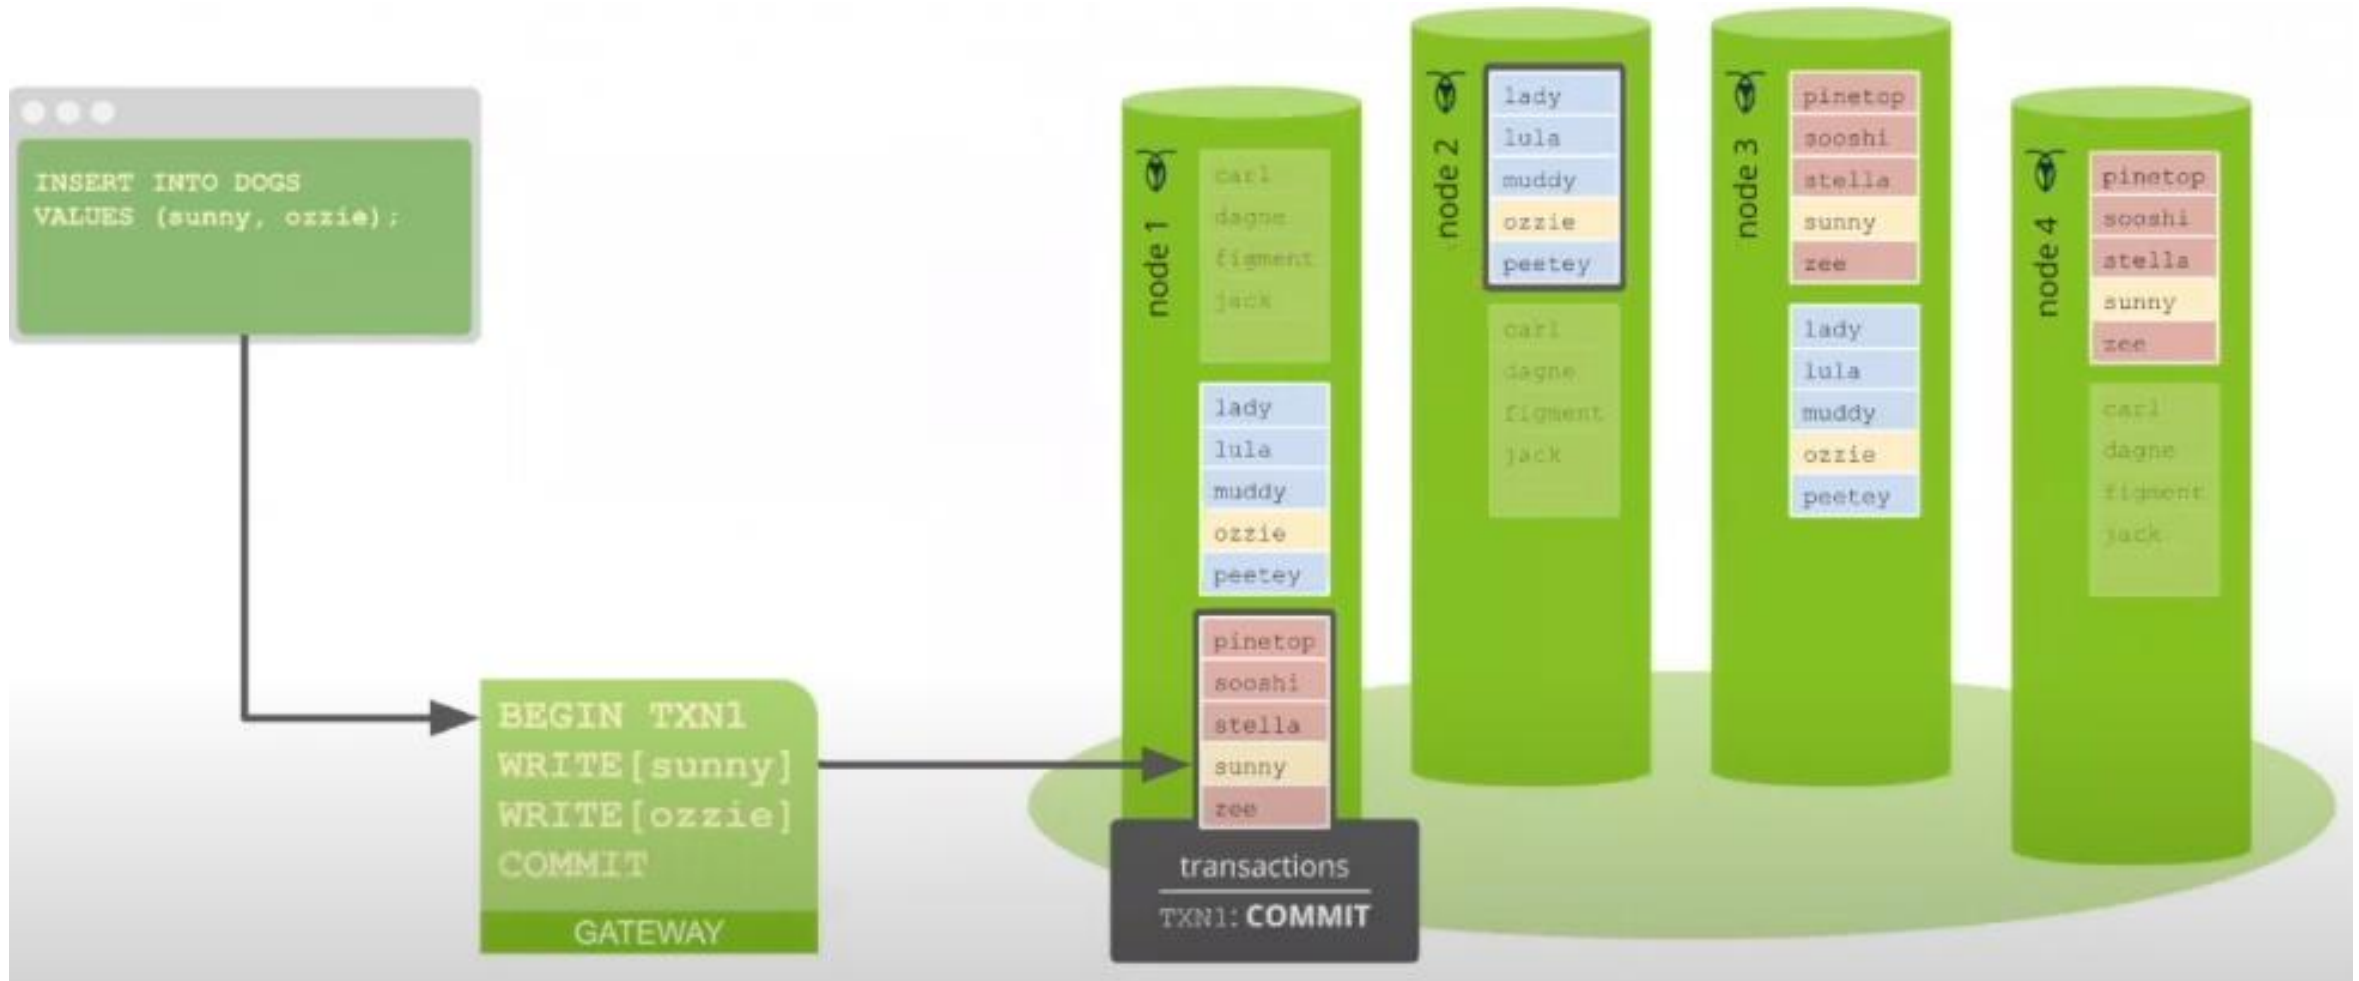 INSERT INTO DOGS
VALUES (sunny, ozzie);
BEGIN TXN1
WRITE[sunny]
WRITE[ozzie]
COMMIT
GATEWAY
node 1
carl
dagne
figment
jack
lady
lula
muddy
ozzie
peetey
pinetop
sooshi
stella
sunny
zee
transactions
TXN1: COMMIT
node 2
lady
lula
muddy
ozzie
peetey
carl
dagne
figment
jack
node 3
pinetop
sooshi
stella
sunny
zee
lady
lula
muddy
ozzie
peetey
node 4
pinetop
sooshi
stella
sunny
zee
carl
dagne
figment
jack